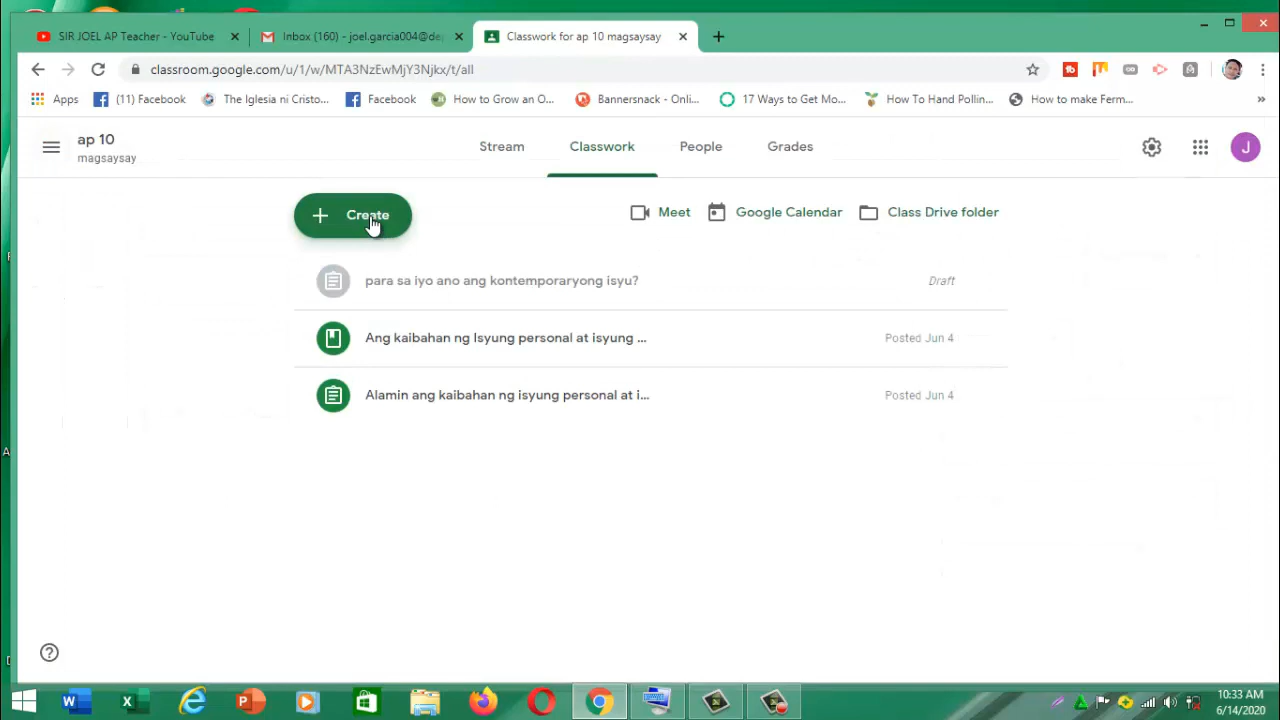 SIR JOEL AP Teacher - YouTube
Inbox (160) - joel.garcia004@de
Classwork for ap 10 magsaysay
classroom.google.com/u/1/w/MTA3NzEwMjY3Njkx/t/all
Apps
(11) Facebook
The Iglesia ni Cristo...
Facebook
How to Grow an O...
Bannersnack - Onli...
17 Ways to Get Mo...
How To Hand Pollin...
How to make Ferm...
ap 10
magsaysay
Stream
Classwork
People
Grades
J
Create
Meet
Google Calendar
Class Drive folder
para sa iyo ano ang kontemporaryong isyu?
Draft
Ang kaibahan ng Isyung personal at isyung ...
Posted Jun 4
Alamin ang kaibahan ng isyung personal at i...
Posted Jun 4
10:33 AM
6/14/2020